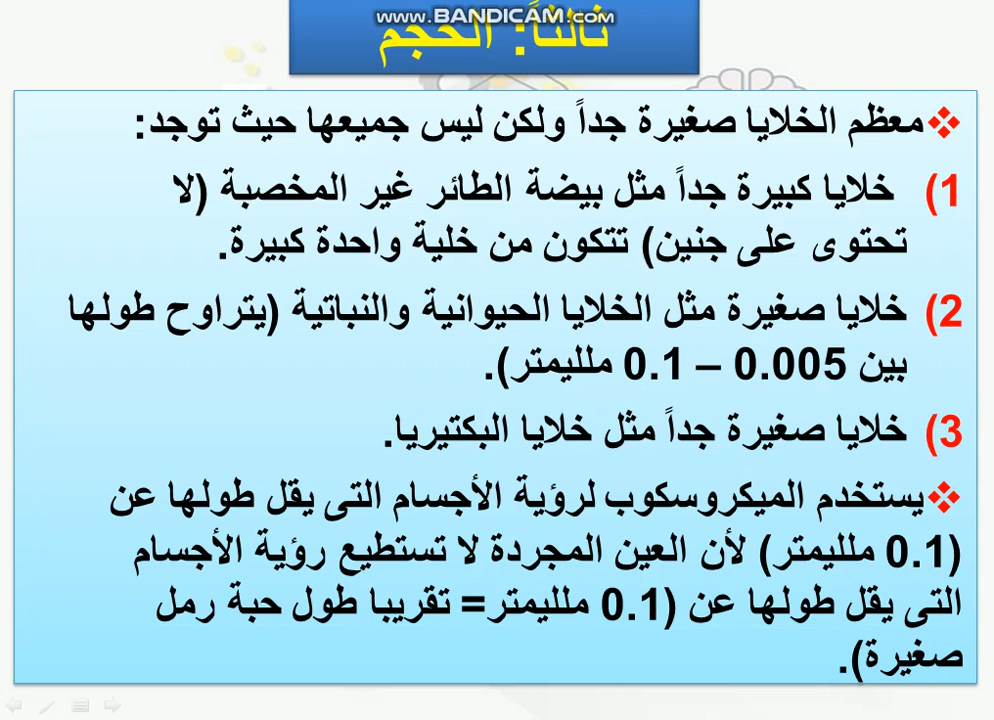 www.BANDICAM.com
ثالثاً: الحجم
معظم الخلايا صغيرة جداً ولكن ليس جميعها حيث توجد:
1) خلايا كبيرة جداً مثل بيضة الطائر غير المخصبة (لا
تحتوى على جنين) تتكون من خلية واحدة كبيرة.
2) خلايا صغيرة مثل الخلايا الحيوانية والنباتية (يتراوح طولها
بين 0.005 – 0.1 ملليمتر).
3) خلايا صغيرة جداً مثل خلايا البكتيريا.
يستخدم الميكروسكوب لرؤية الأجسام التى يقل طولها عن
(0.1 ملليمتر) لأن العين المجردة لا تستطيع رؤية الأجسام
التى يقل طولها عن (0.1 ملليمتر= تقريبا طول حبة رمل
صغيرة).